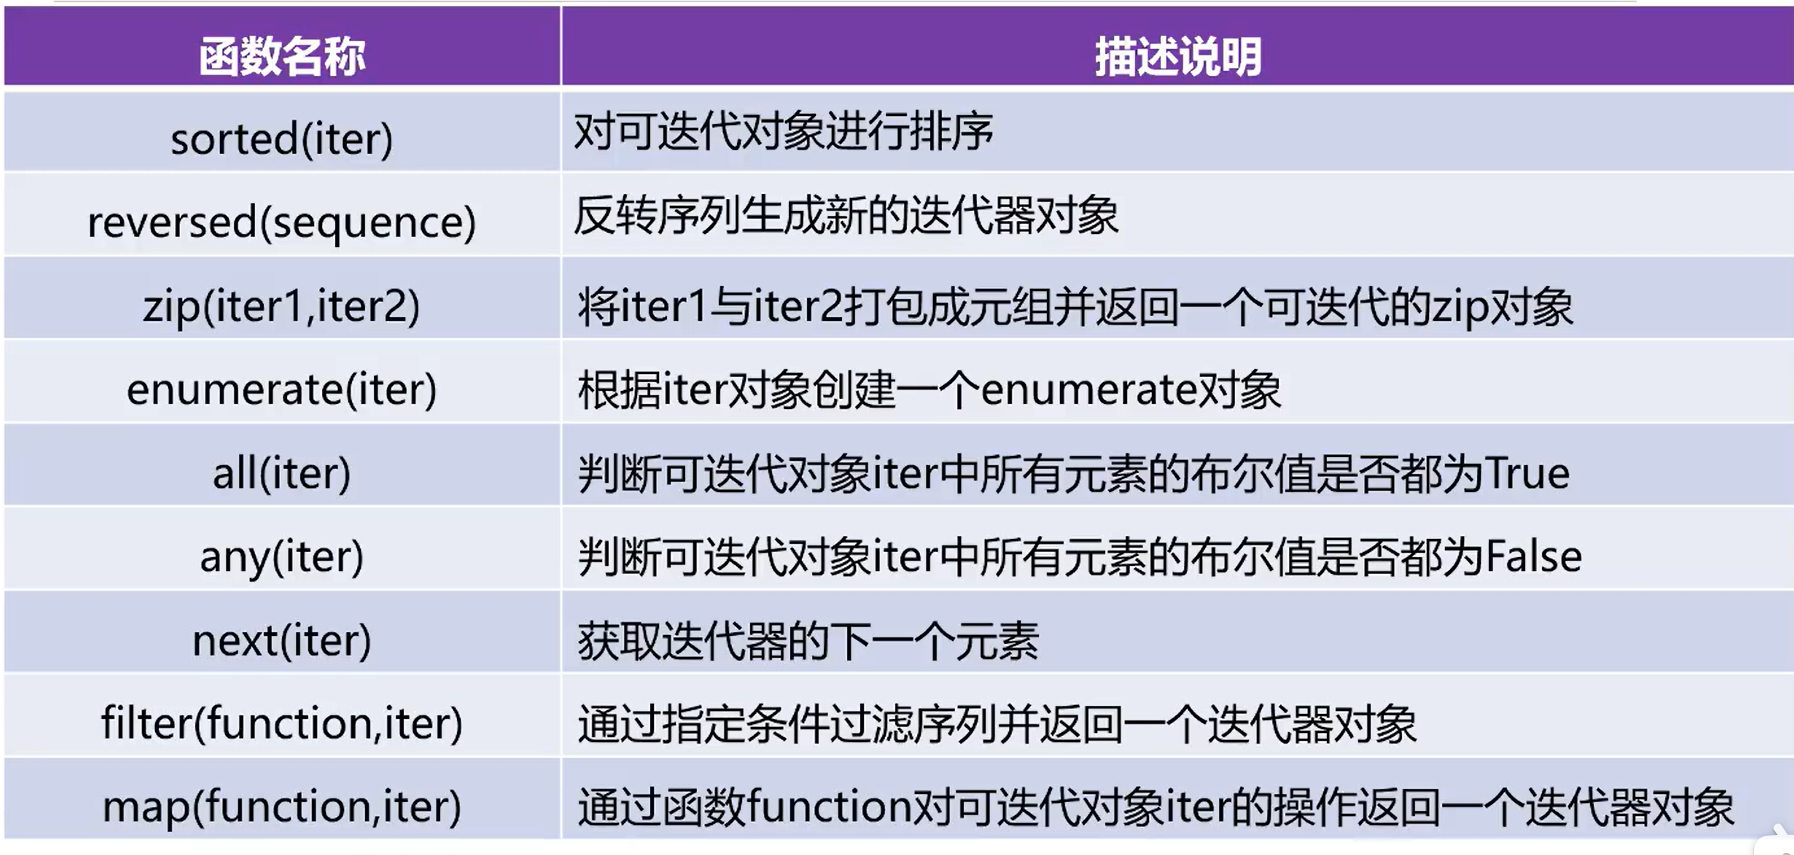 函数名称 描述说明
sorted(iter) 对可迭代对象进行排序
reversed(sequence) 反转序列生成新的迭代器对象
zip(iter1,iter2) 将iter1与iter2打包成元组并返回一个可迭代的zip对象
enumerate(iter) 根据iter对象创建一个enumerate对象
all(iter) 判断可迭代对象iter中所有元素的布尔值是否都为True
any(iter) 判断可迭代对象iter中所有元素的布尔值是否都为False
next(iter) 获取迭代器的下一个元素
filter(function,iter) 通过指定条件过滤序列并返回一个迭代器对象
map(function,iter) 通过函数function对可迭代对象iter的操作返回一个迭代器对象